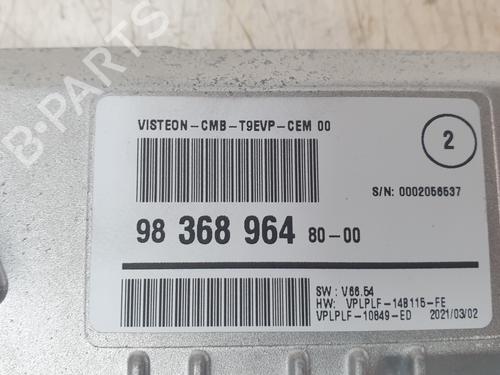 VISTEON-CMB-T9EVP-CEM 00
2
S/N: 0002056537
98 368 964 80-00
SW : V66.54
HW: VPLPLF-14B115-FE
VPLPLF-10849-ED 2021/03/02
B-PARTS